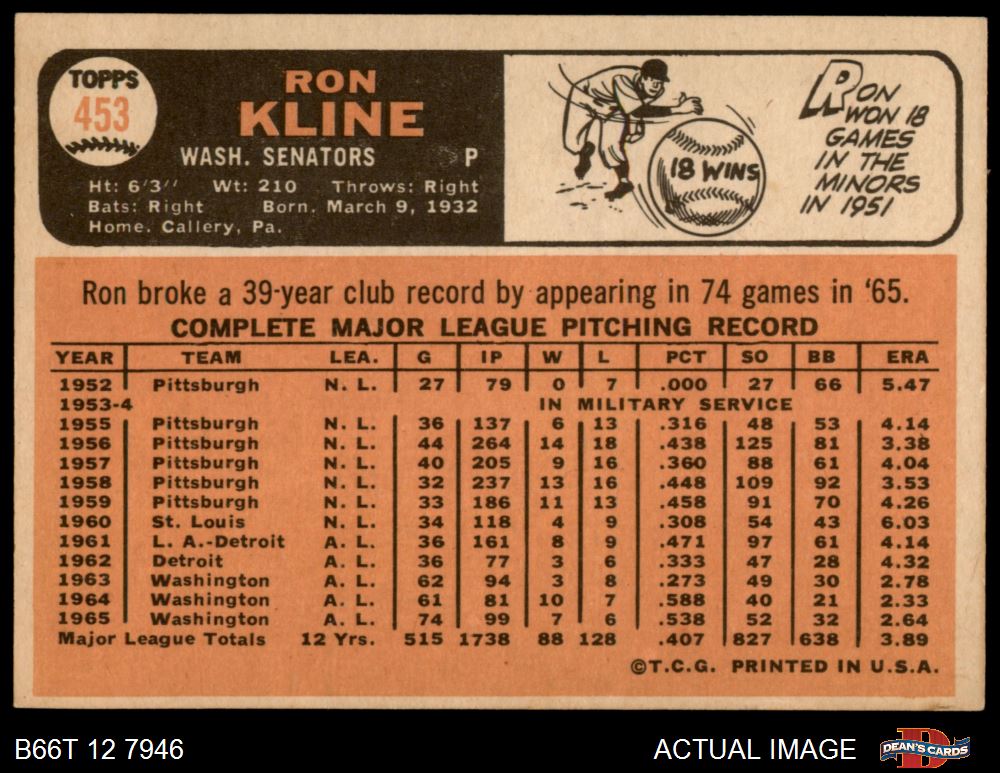 TOPPS
453
RON
KLINE
WASH. SENATORS P
Ht: 6'3" Wt: 210 Throws: Right
Bats: Right Born. March 9, 1932
Home. Callery, Pa.
18 WINS
RON
WON 18
GAMES
IN THE
MINORS
IN 1951
Ron broke a 39-year club record by appearing in 74 games in '65.
COMPLETE MAJOR LEAGUE PITCHING RECORD
YEAR TEAM LEA. G IP W L PCT SO BB ERA
1952 Pittsburgh N. L. 27 79 0 7 .000 27 66 5.47
1953-4 IN MILITARY SERVICE
1955 Pittsburgh N. L. 36 137 6 13 .316 48 53 4.14
1956 Pittsburgh N. L. 44 264 14 18 .438 125 81 3.38
1957 Pittsburgh N. L. 40 205 9 16 .360 88 61 4.04
1958 Pittsburgh N. L. 32 237 13 16 .448 109 92 3.53
1959 Pittsburgh N. L. 33 186 11 13 .458 91 70 4.26
1960 St. Louis N. L. 34 118 4 9 .308 54 43 6.03
1961 L. A.-Detroit A. L. 36 161 8 9 .471 97 61 4.14
1962 Detroit A. L. 36 77 3 6 .333 47 28 4.32
1963 Washington A. L. 62 94 3 8 .273 49 30 2.78
1964 Washington A. L. 61 81 10 7 .588 40 21 2.33
1965 Washington A. L. 74 99 7 6 .538 52 32 2.64
Major League Totals 12 Yrs. 515 1738 88 128 .407 827 638 3.89
©T.C.G. PRINTED IN U.S.A.
B66T 12 7946 ACTUAL IMAGE
DEAN'S CARDS